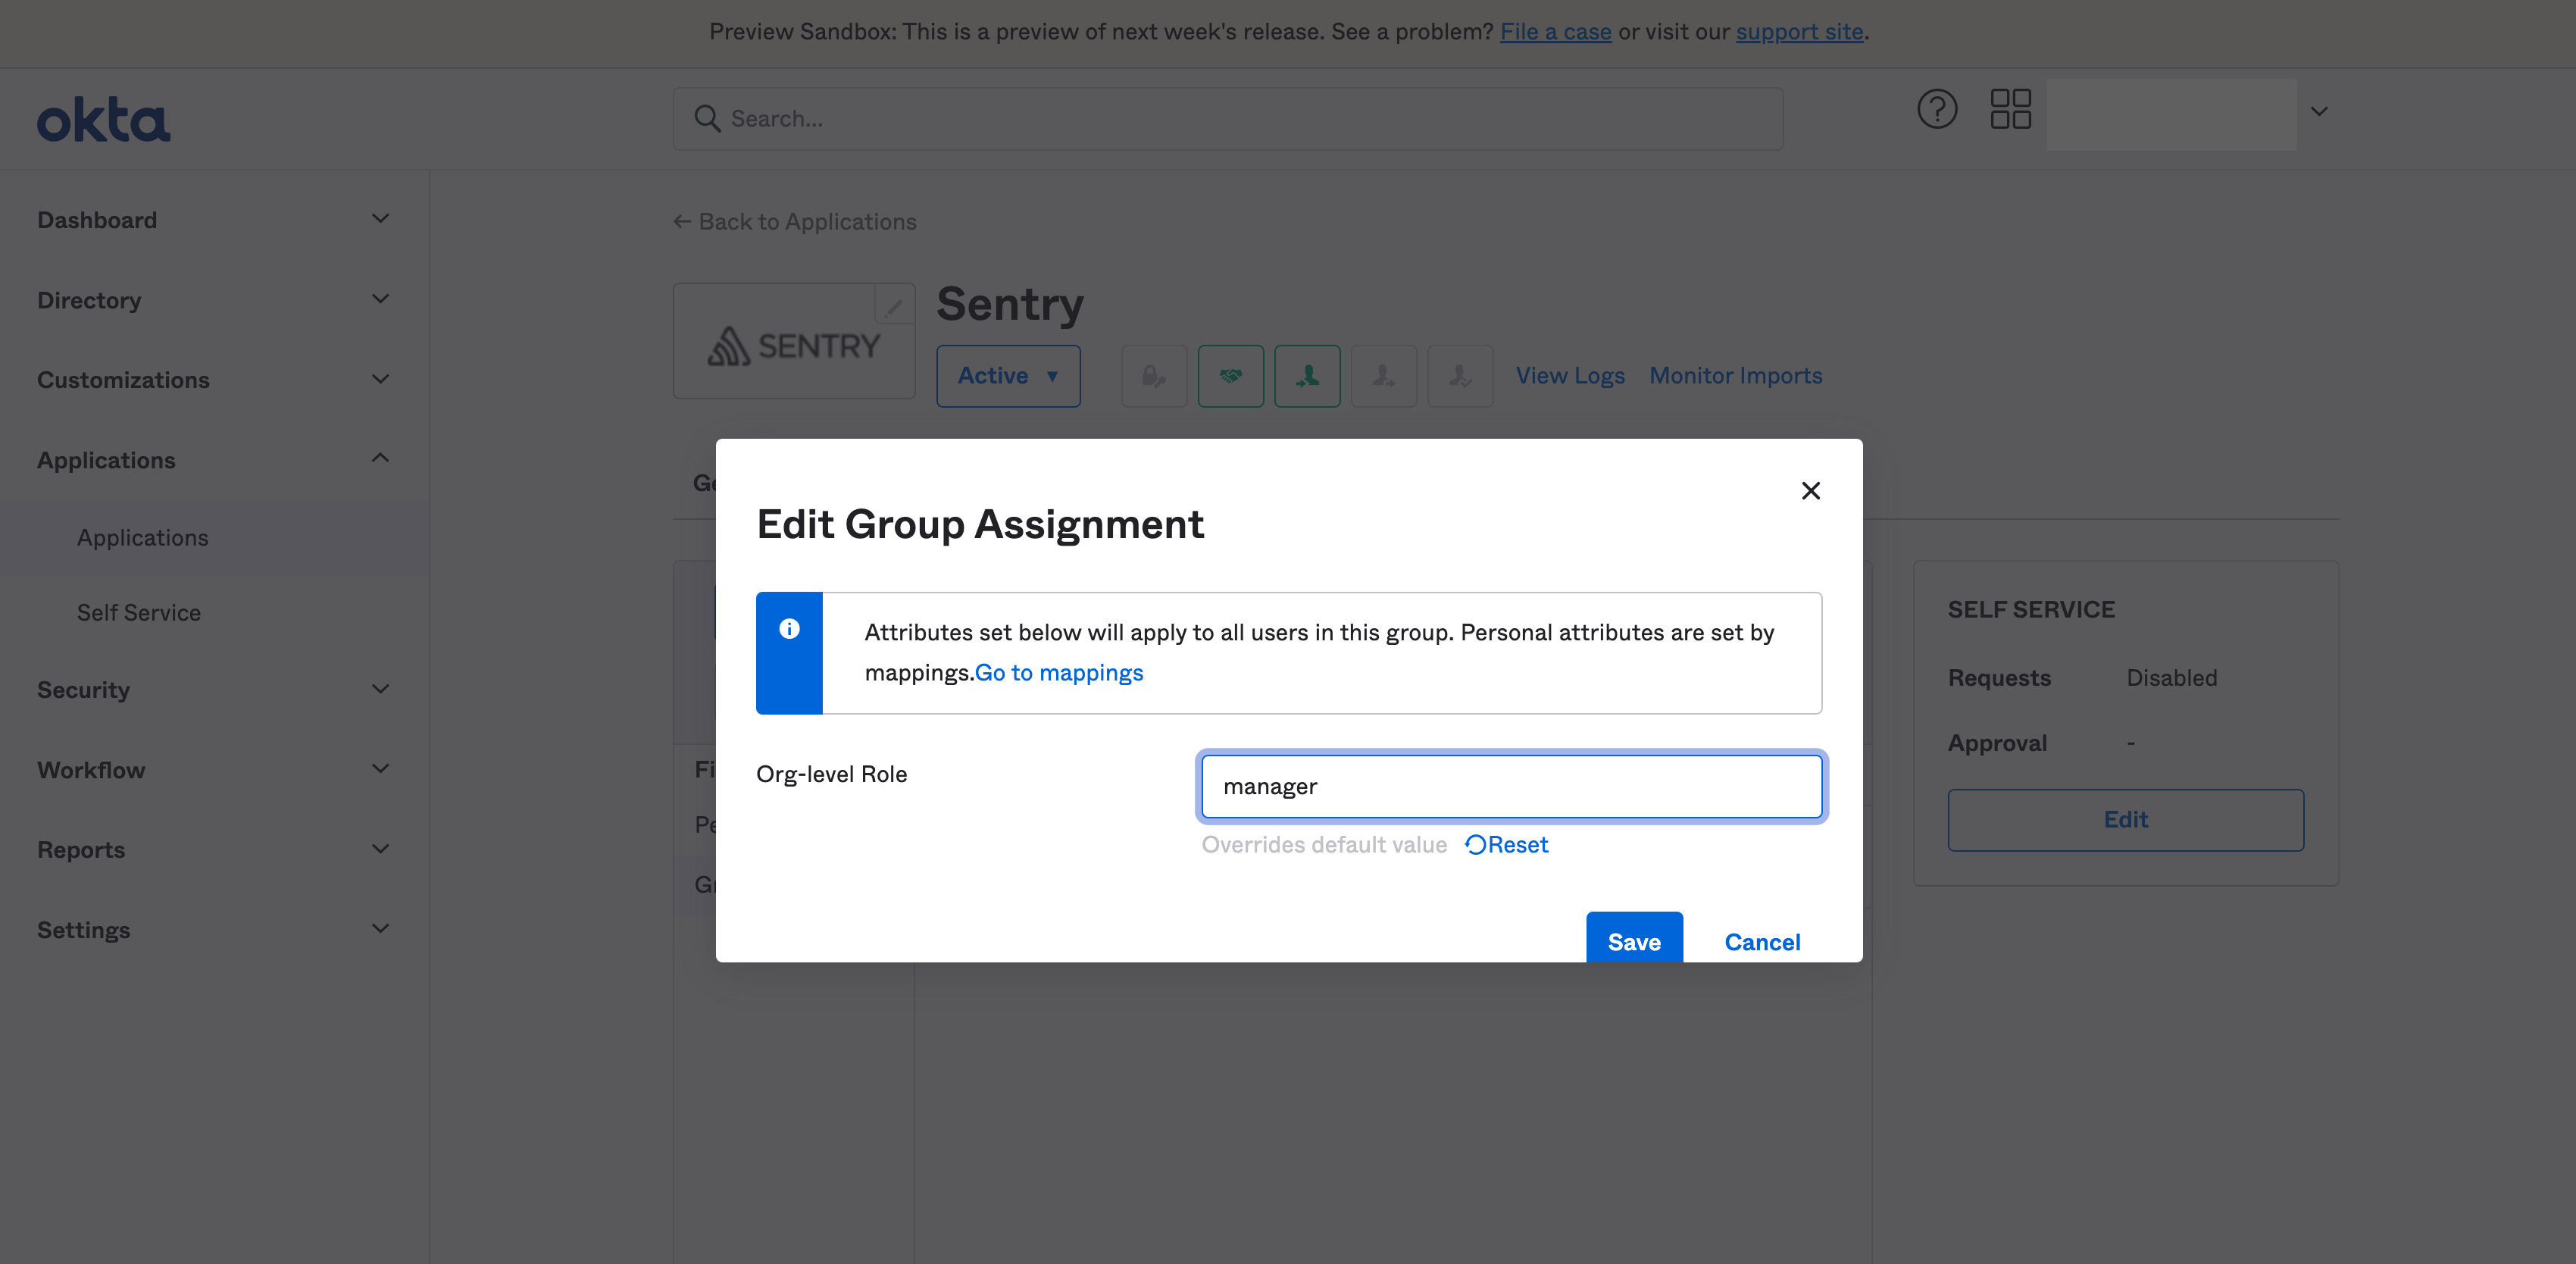 Preview Sandbox: This is a preview of next week's release. See a problem? File a case or visit our support site.
okta
Search...
Dashboard
Directory
Customizations
Applications
Applications
Self Service
Security
Workflow
Reports
Settings
← Back to Applications
SENTRY
Sentry
Active
View Logs
Monitor Imports
Edit Group Assignment
Attributes set below will apply to all users in this group. Personal attributes are set by
mappings.Go to mappings
Org-level Role
manager
Overrides default value
Reset
Save
Cancel
SELF SERVICE
Requests
Disabled
Approval
-
Edit